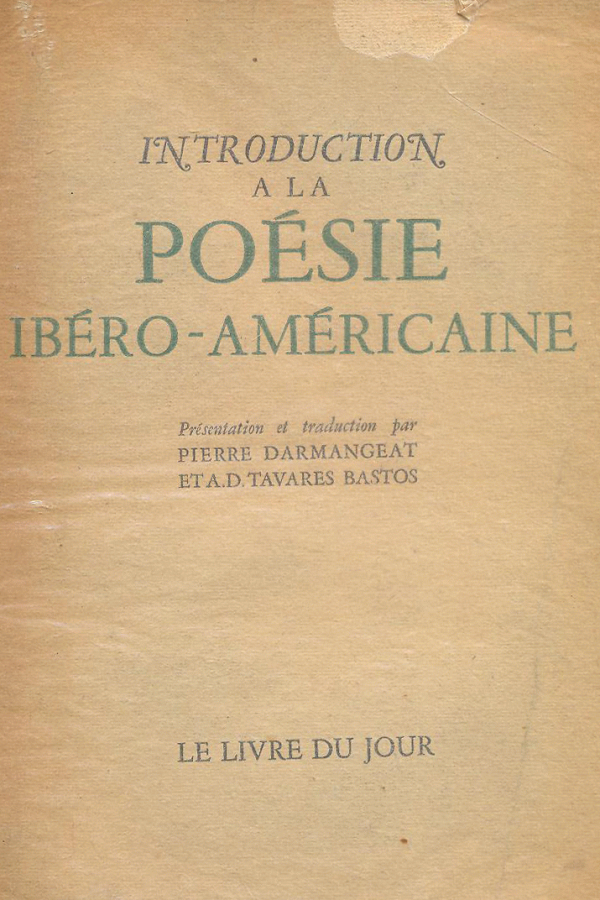 INTRODUCTION
A LA
POÉSIE
IBÉRO-AMÉRICAINE
Présentation et traduction par
PIERRE DARMANGEAT
ET A.D. TAVARES BASTOS
LE LIVRE DU JOUR